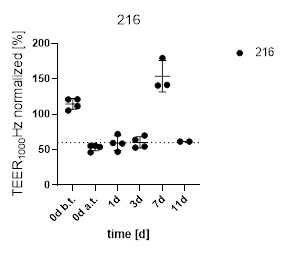 216
216
TEER1000Hz normalized [%]
200
150
100
50
0
0d b.t.
0d a.t.
1d
3d
7d
11d
time [d]